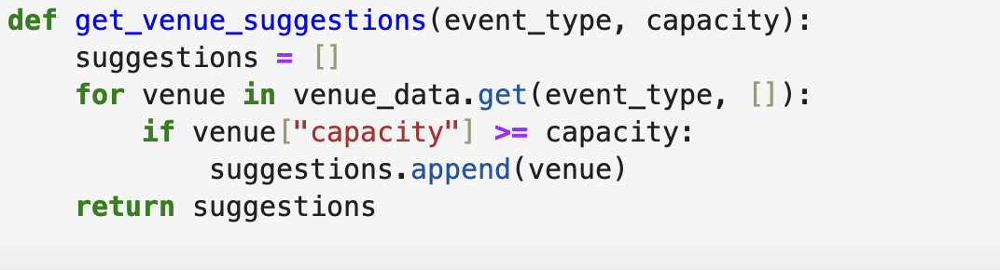 def get_venue_suggestions(event_type, capacity):
    suggestions = []
    for venue in venue_data.get(event_type, []):
        if venue["capacity"] >= capacity:
            suggestions.append(venue)
    return suggestions